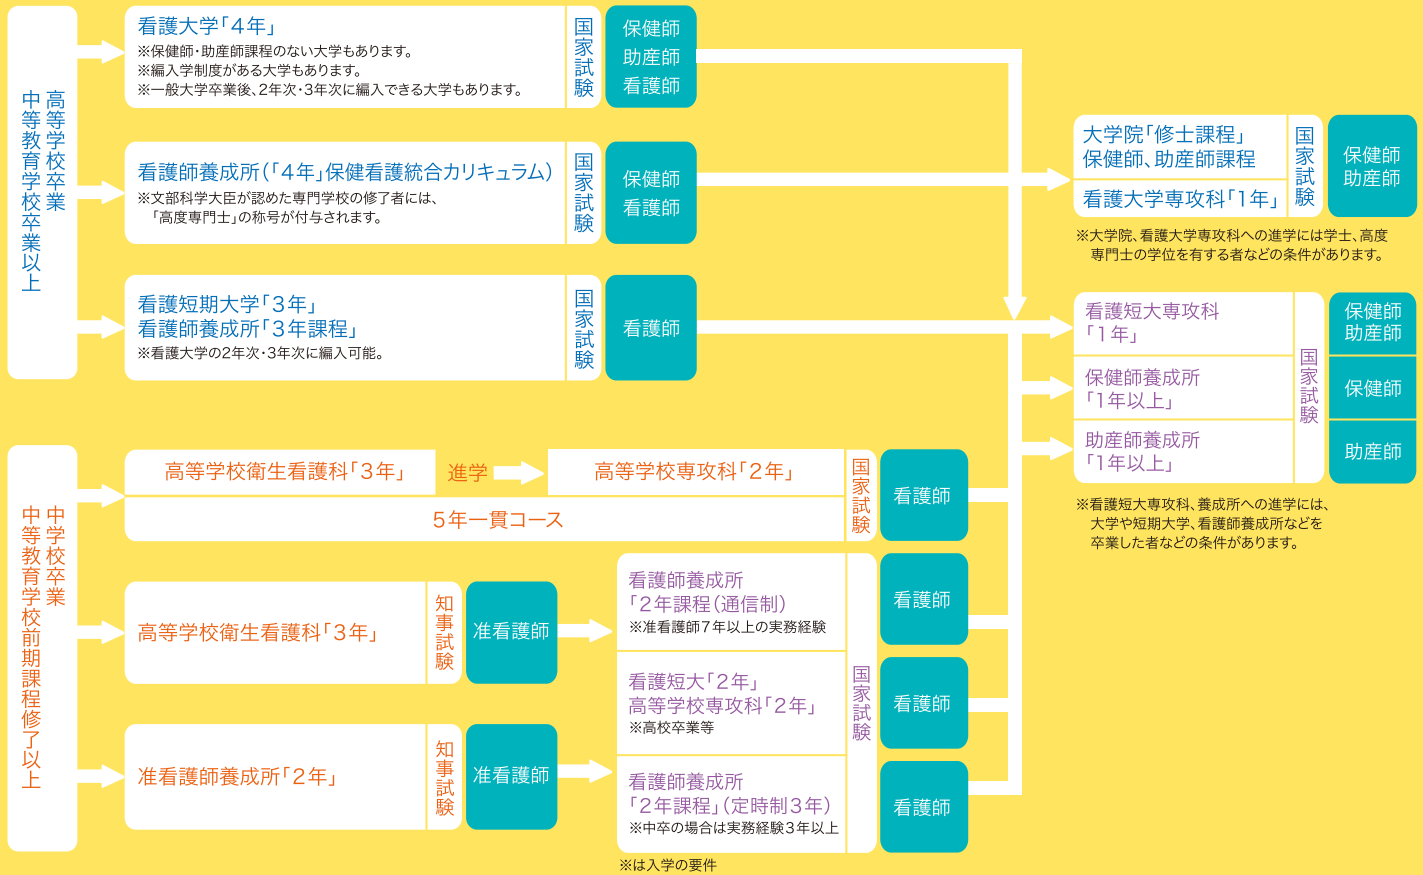 高等学校卒業
中等教育学校卒業以上
看護大学「4年」
※保健師・助産師課程のない大学もあります。
※編入学制度がある大学もあります。
※一般大学卒業後、2年次・3年次に編入できる大学もあります。
国家試験
保健師
助産師
看護師
看護師養成所(「4年」保健看護統合カリキュラム)
※文部科学大臣が認めた専門学校の修了者には、
「高度専門士」の称号が付与されます。
国家試験
保健師
看護師
看護短期大学「3年」
看護師養成所「3年課程」
※看護大学の2年次・3年次に編入可能。
国家試験
看護師
大学院「修士課程」
保健師、助産師課程
看護大学専攻科「1年」
国家試験
保健師
助産師
※大学院、看護大学専攻科への進学には学士、高度
専門士の学位を有する者などの条件があります。
看護短大専攻科
「1年」
保健師養成所
「1年以上」
助産師養成所
「1年以上」
国家試験
保健師
助産師
保健師
助産師
※看護短大専攻科、養成所への進学には、
大学や短期大学、看護師養成所などを
卒業した者などの条件があります。
中学校卒業
中等教育学校前期課程修了以上
高等学校衛生看護科「3年」
進学
高等学校専攻科「2年」
5年一貫コース
国家試験
看護師
高等学校衛生看護科「3年」
知事試験
准看護師
准看護師養成所「2年」
知事試験
准看護師
看護師養成所
「2年課程(通信制)
※准看護師7年以上の実務経験
看護短大「2年」
高等学校専攻科「2年」
※高校卒業等
看護師養成所
「2年課程」(定時制3年)
※中卒の場合は実務経験3年以上
国家試験
看護師
看護師
看護師
※は入学の要件